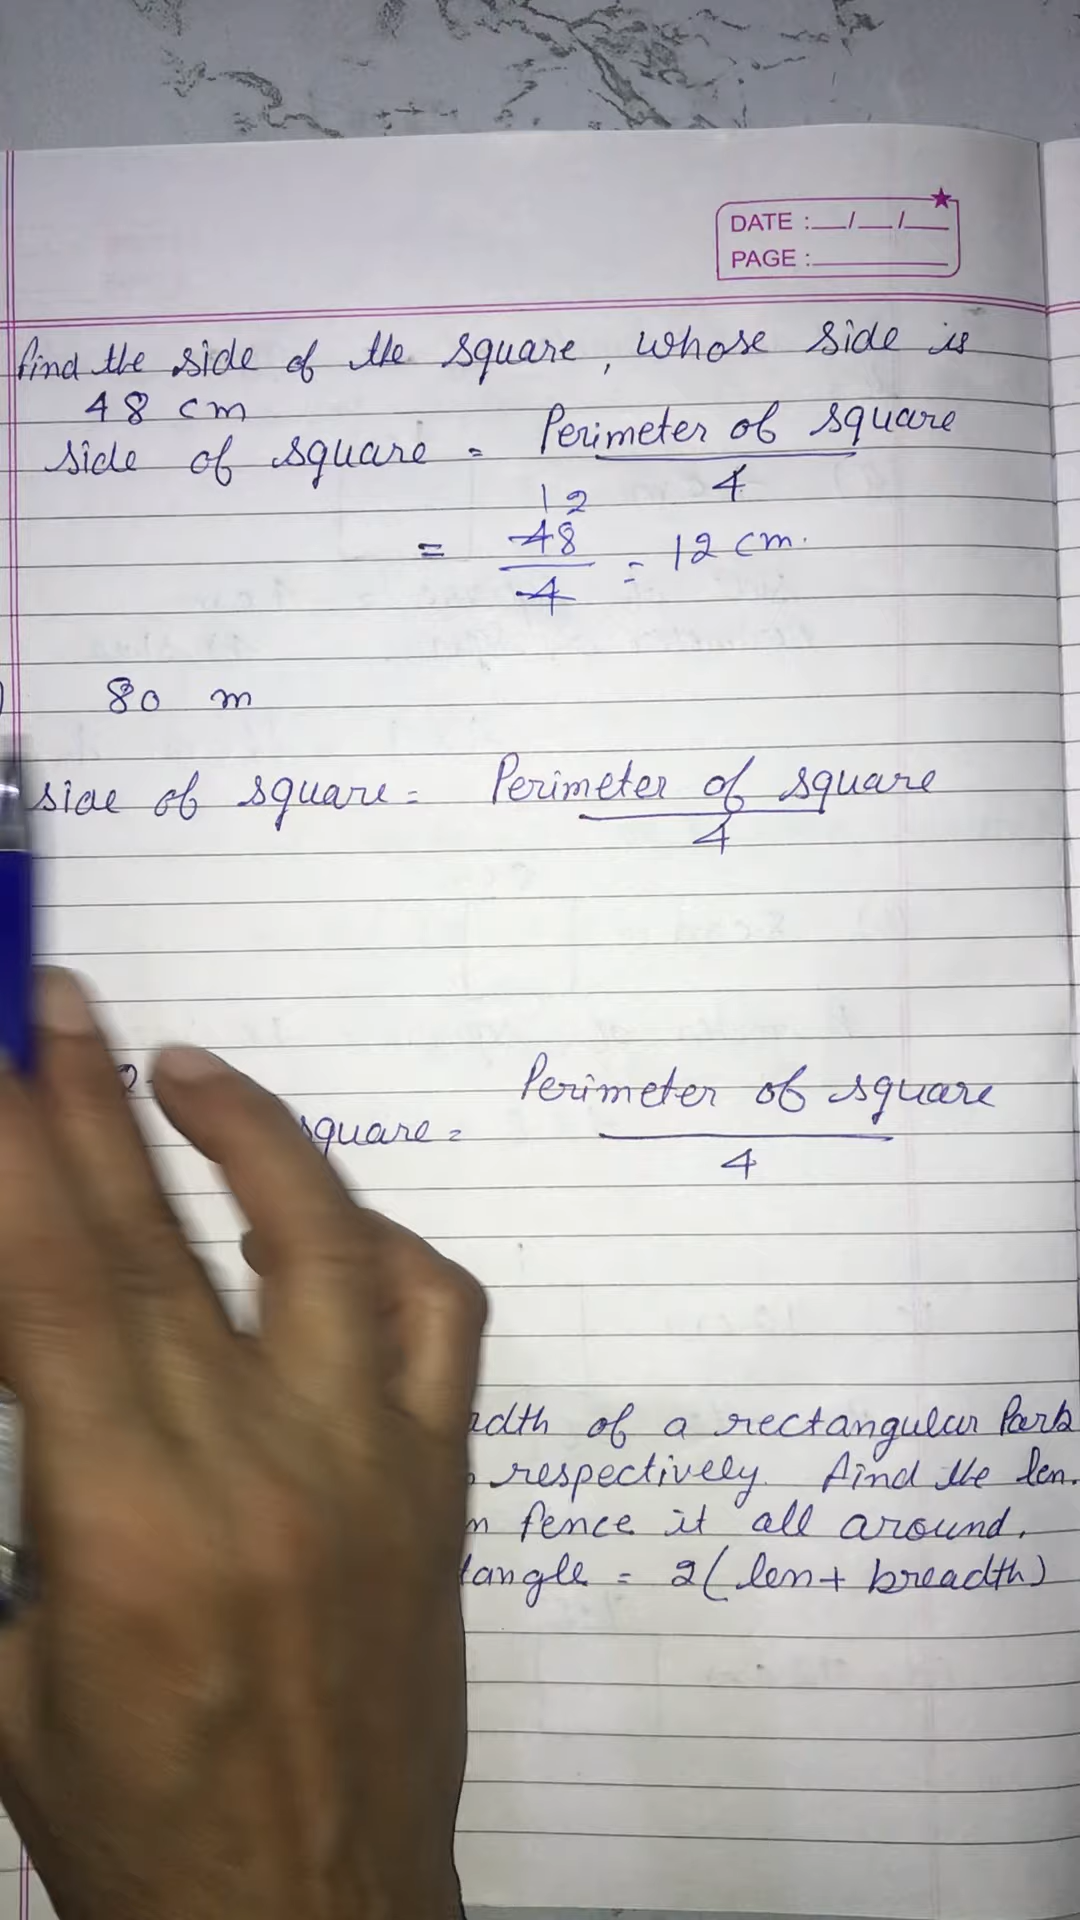 DATE : __/__/__
PAGE : ________
find the side of the square, whose side is
48 cm
side of square = Perimeter of square
4
12
= 48
4
= 12 cm.
80 m
side of square = Perimeter of square
4
square = Perimeter of square
4
of a rectangular Park
respectively. find the len.
fence it all around.
= 2(len + breadth)